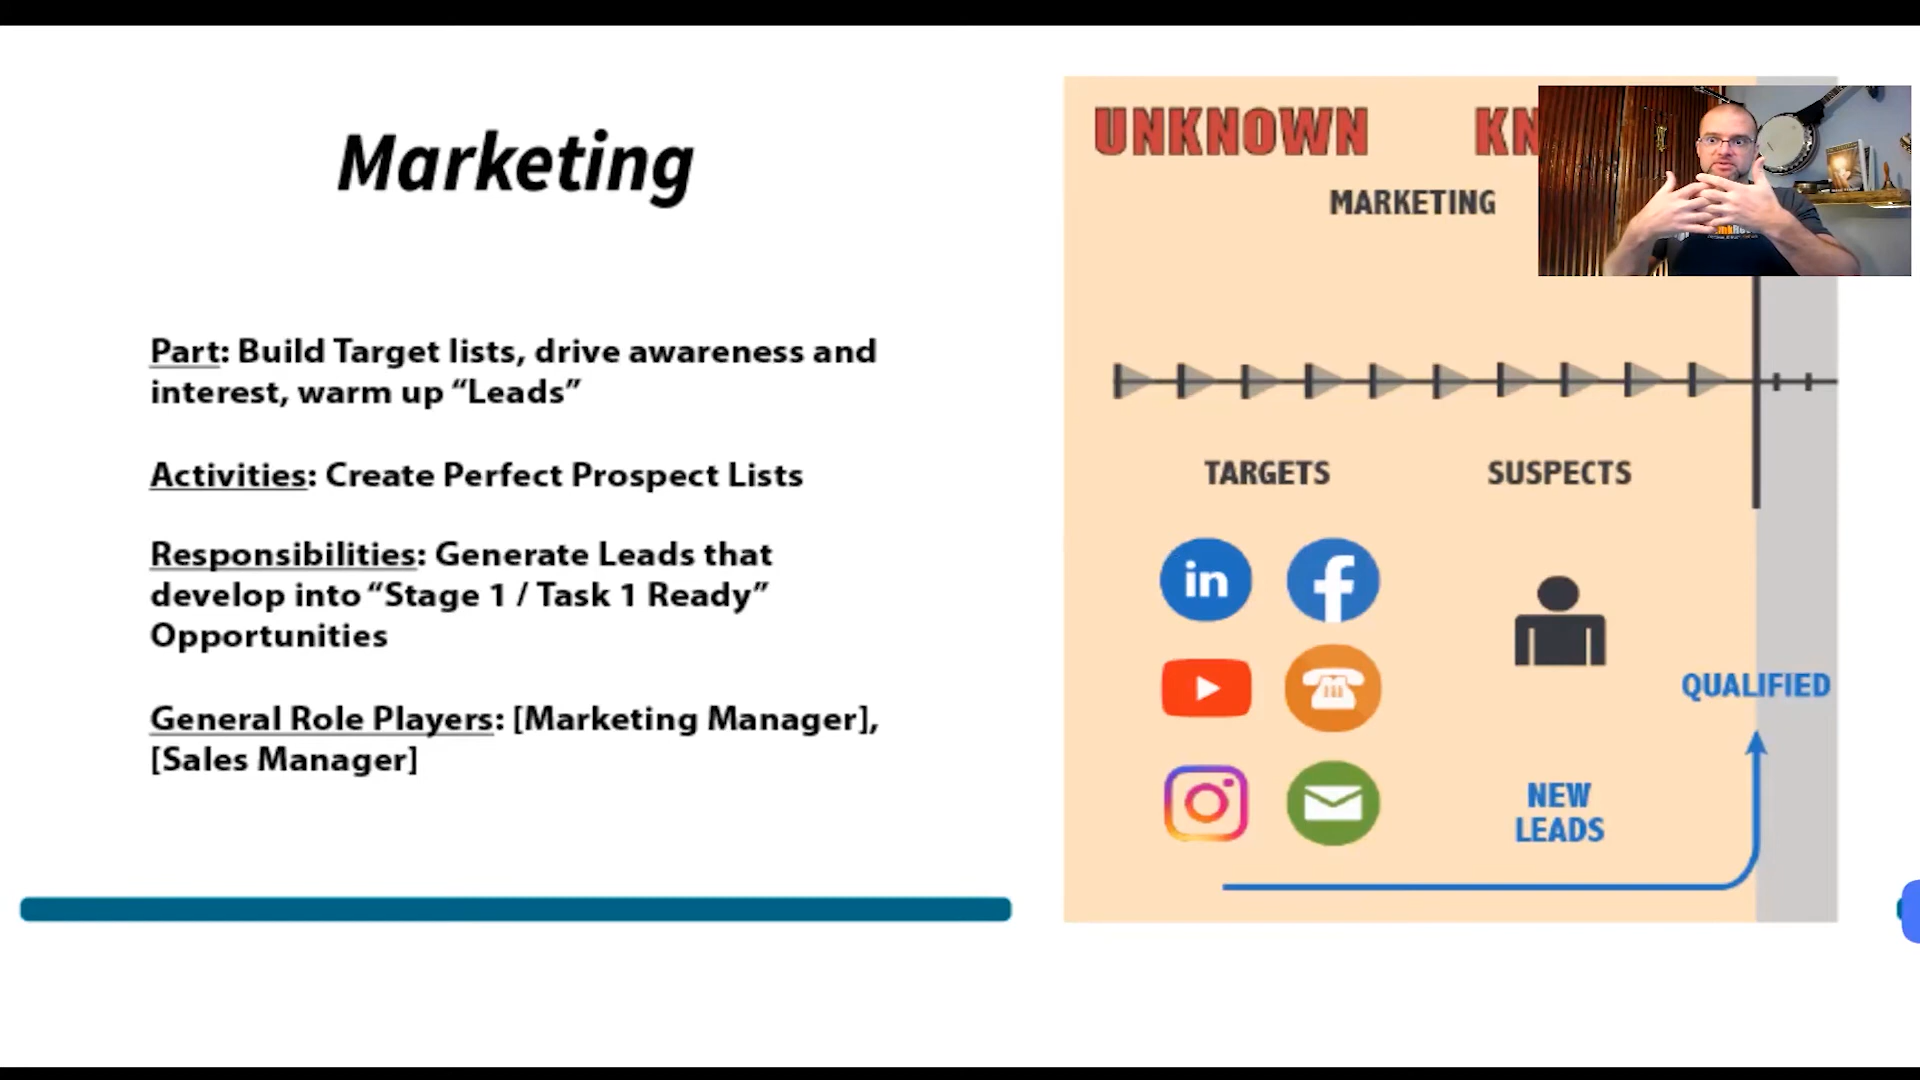 Marketing
Part: Build Target lists, drive awareness and
interest, warm up “Leads”
Activities: Create Perfect Prospect Lists
Responsibilities: Generate Leads that
develop into “Stage 1 / Task 1 Ready”
Opportunities
General Role Players: [Marketing Manager],
[Sales Manager]
UNKNOWN KN
MARKETING
TARGETS SUSPECTS
in f
QUALIFIED
NEW
LEADS